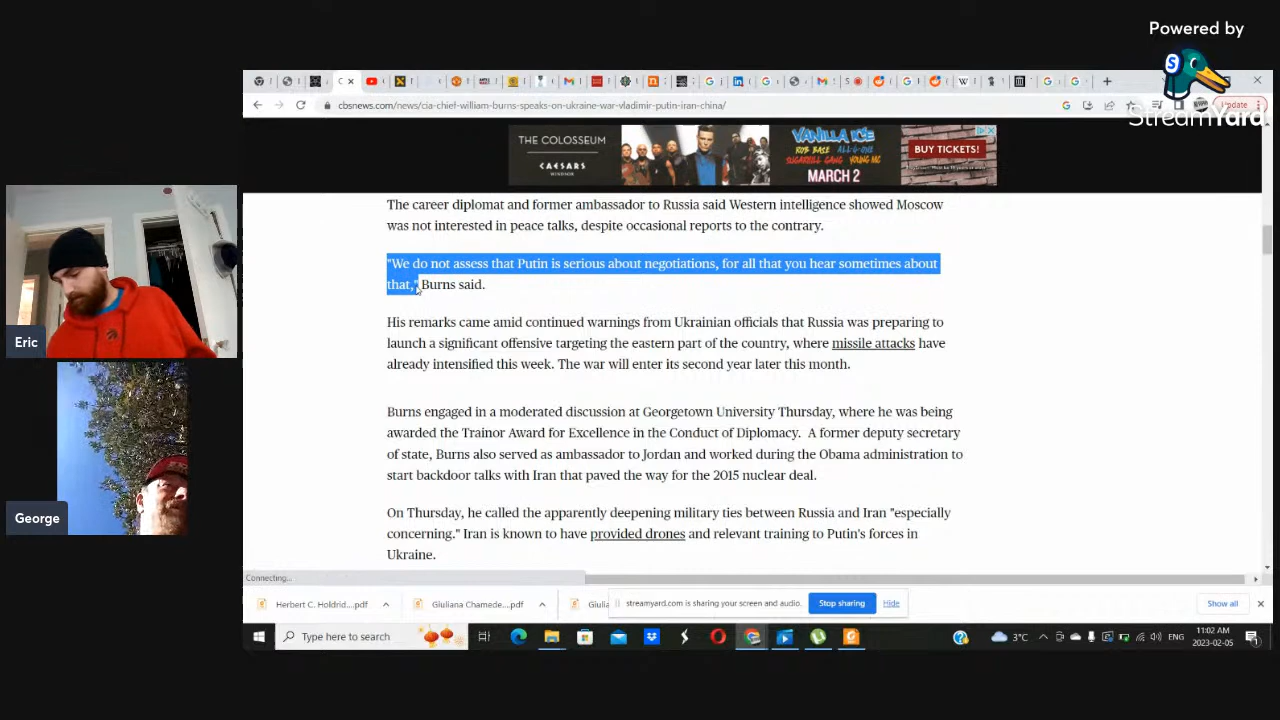 Powered by
StreamYard
cbsnews.com/news/cia-chief-william-burns-speaks-on-ukraine-war-vladimir-putin-iran-china/
Update
THE COLOSSEUM
CAESARS
WINDSOR
VANILLA ICE
ROB BASE ALL-4-ONE
SUGARHILL GANG YOUNG MC
MARCH 2
BUY TICKETS!
The career diplomat and former ambassador to Russia said Western intelligence showed Moscow
was not interested in peace talks, despite occasional reports to the contrary.
"We do not assess that Putin is serious about negotiations, for all that you hear sometimes about
that," Burns said.
His remarks came amid continued warnings from Ukrainian officials that Russia was preparing to
launch a significant offensive targeting the eastern part of the country, where missile attacks have
already intensified this week. The war will enter its second year later this month.
Burns engaged in a moderated discussion at Georgetown University Thursday, where he was being
awarded the Trainor Award for Excellence in the Conduct of Diplomacy. A former deputy secretary
of state, Burns also served as ambassador to Jordan and worked during the Obama administration to
start backdoor talks with Iran that paved the way for the 2015 nuclear deal.
On Thursday, he called the apparently deepening military ties between Russia and Iran "especially
concerning." Iran is known to have provided drones and relevant training to Putin's forces in
Ukraine.
Eric
George
Connecting...
Herbert C. Holdrid....pdf
Giuliana Chamede....pdf
Giulia
streamyard.com is sharing your screen and audio.
Stop sharing
Hide
Show all
Type here to search
3°C
ENG
11:02 AM
2023-02-05